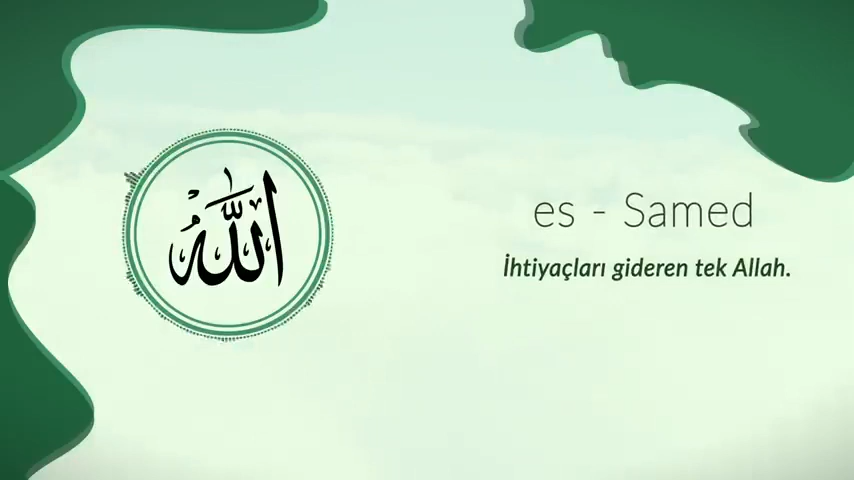 الله
es - Samed
İhtiyaçları gideren tek Allah.